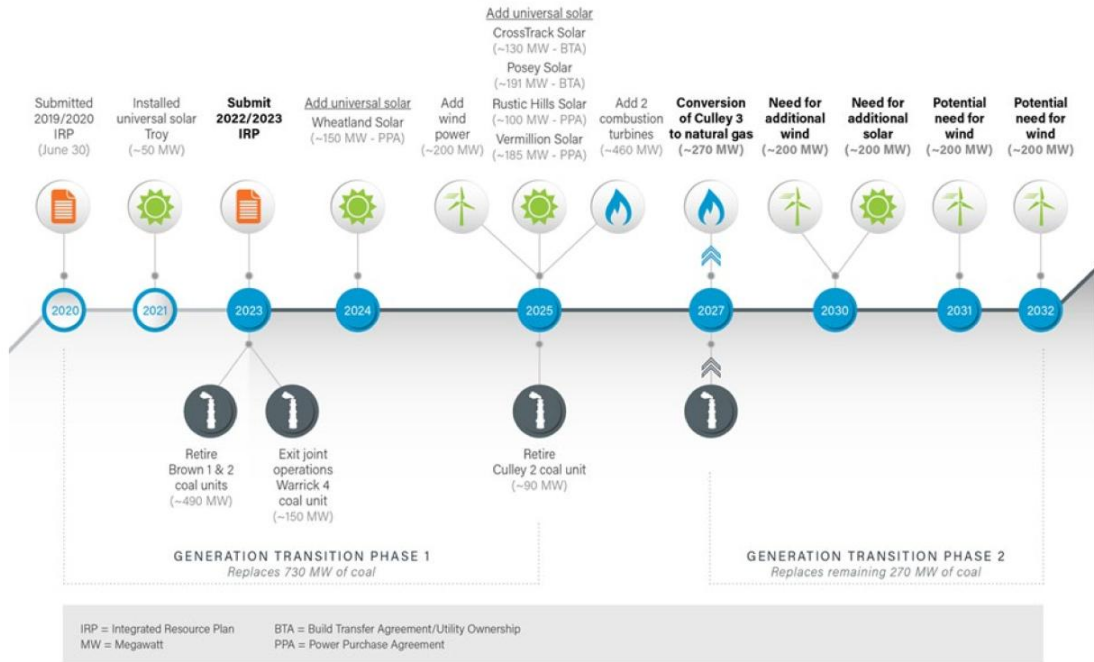 Submitted
2019/2020
IRP
(June 30)
Installed
universal solar
Troy
(~50 MW)
Submit
2022/2023
IRP
Add universal solar
Wheatland Solar
(~150 MW - PPA)
Add
wind
power
(~200 MW)
Add universal solar
CrossTrack Solar
(~130 MW - BTA)
Posey Solar
(~191 MW - BTA)
Rustic Hills Solar
(~100 MW - PPA)
Vermillion Solar
(~185 MW - PPA)
Add 2
combustion
turbines
(~460 MW)
Conversion
of Culley 3
to natural gas
(~270 MW)
Need for
additional
wind
(~200 MW)
Need for
additional
solar
(~200 MW)
Potential
need for
wind
(~200 MW)
Potential
need for
wind
(~200 MW)
2020
2021
2023
2024
2025
2027
2030
2031
2032
Retire
Brown 1 & 2
coal units
(~490 MW)
Exit joint
operations
Warrick 4
coal unit
(~150 MW)
Retire
Culley 2 coal unit
(~90 MW)
GENERATION TRANSITION PHASE 1
Replaces 730 MW of coal
GENERATION TRANSITION PHASE 2
Replaces remaining 270 MW of coal
IRP = Integrated Resource Plan
MW = Megawatt
BTA = Build Transfer Agreement/Utility Ownership
PPA = Power Purchase Agreement